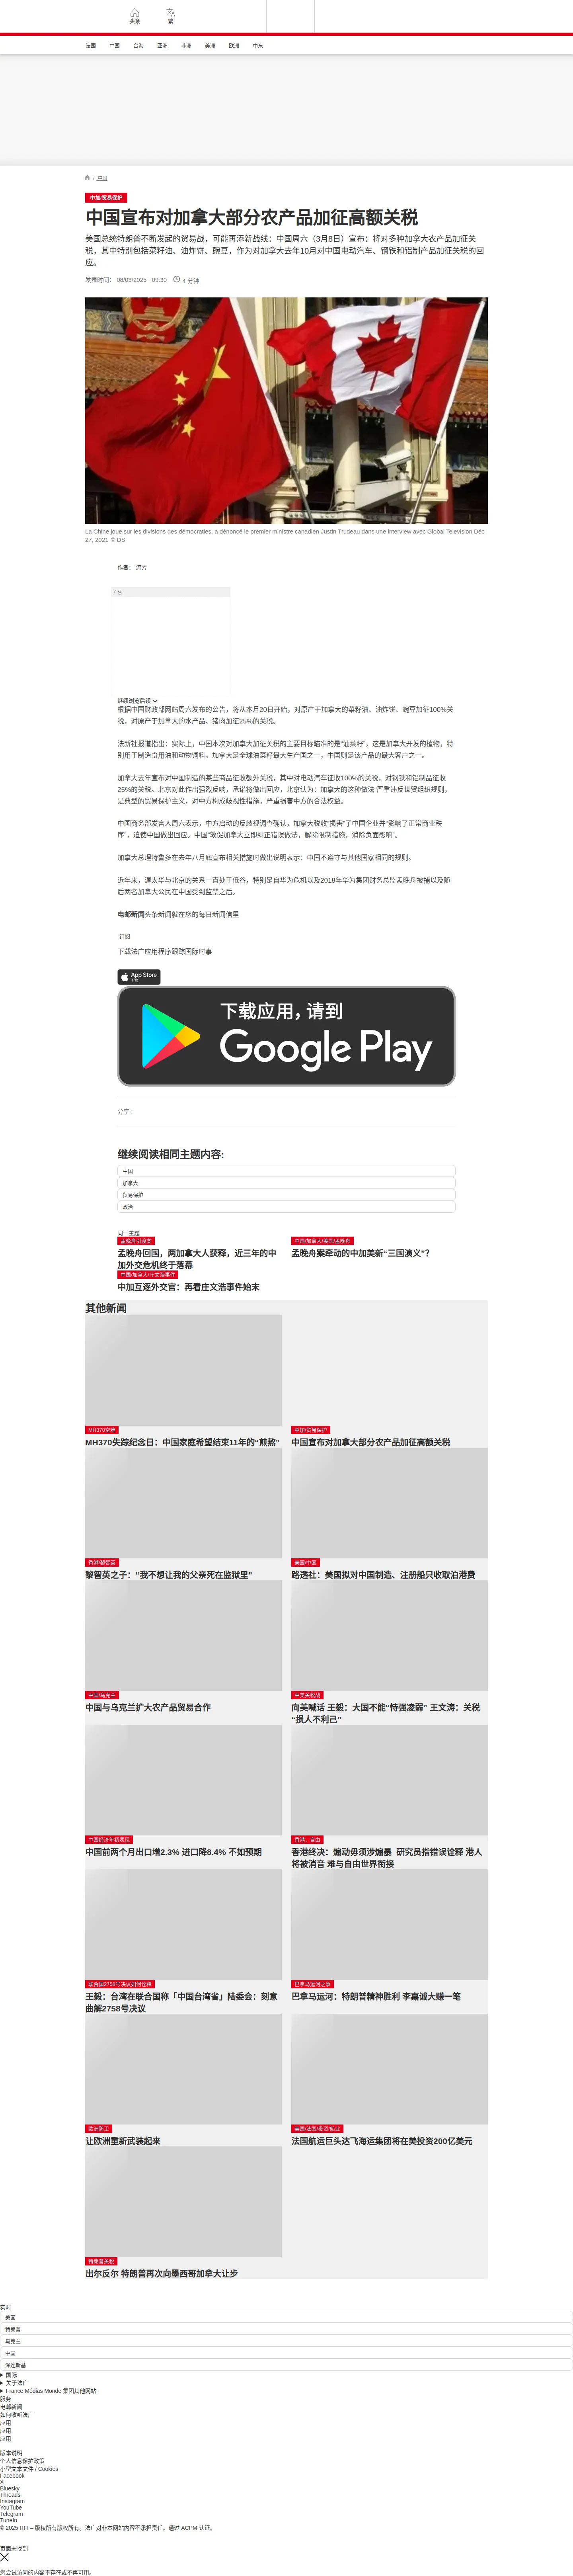 头条
繁
法国 中国 台海 亚洲 非洲 美洲 欧洲 中东
/ 中国
中加/贸易保护
中国宣布对加拿大部分农产品加征高额关税
美国总统特朗普不断发起的贸易战，可能再添新战线：中国周六（3月8日）宣布：将对多种加拿大农产品加征关
税，其中特别包括菜籽油、油炸饼、豌豆，作为对加拿大去年10月对中国电动汽车、钢铁和铝制产品加征关税的回
应。
发表时间： 08/03/2025 - 09:30 4 分钟
La Chine joue sur les divisions des démocraties, a dénoncé le premier ministre canadien Justin Trudeau dans une interview avec Global Television Déc
27, 2021 © DS
作者： 流芳
广告
继续浏览后续
根据中国财政部网站周六发布的公告，将从本月20日开始，对原产于加拿大的菜籽油、油炸饼、豌豆加征100%关
税，对原产于加拿大的水产品、猪肉加征25%的关税。
法新社报道指出：实际上，中国本次对加拿大加征关税的主要目标瞄准的是“油菜籽”，这是加拿大开发的植物，特
别用于制造食用油和动物饲料。加拿大是全球油菜籽最大生产国之一，中国则是该产品的最大客户之一。
加拿大去年宣布对中国制造的某些商品征收额外关税，其中对电动汽车征收100%的关税，对钢铁和铝制品征收
25%的关税。北京对此作出强烈反响，承诺将做出回应，北京认为：加拿大的这种做法“严重违反世贸组织规则，
是典型的贸易保护主义，对中方构成歧视性措施，严重损害中方的合法权益。
中国商务部发言人周六表示，中方启动的反歧视调查确认，加拿大税收“损害”了中国企业并“影响了正常商业秩
序”，迫使中国做出回应。中国“敦促加拿大立即纠正错误做法，解除限制措施，消除负面影响”。
加拿大总理特鲁多在去年八月底宣布相关措施时做出说明表示：中国不遵守与其他国家相同的规则。
近年来，渥太华与北京的关系一直处于低谷，特别是自华为危机以及2018年华为集团财务总监孟晚舟被捕以及随
后两名加拿大公民在中国受到监禁之后。
电邮新闻头条新闻就在您的每日新闻信里
订阅
下载法广应用程序跟踪国际时事
App Store
下载
下载应用，请到
Google Play
分享 :
继续阅读相同主题内容:
中国
加拿大
贸易保护
政治
同一主题
孟晚舟引渡案
孟晚舟回国，两加拿大人获释，近三年的中
加外交危机终于落幕
中国/加拿大/美国/孟晚舟
孟晚舟案牵动的中加美新“三国演义”？
中国/加拿大/庄文浩事件
中加互逐外交官：再看庄文浩事件始末
其他新闻
MH370空难
MH370失踪纪念日：中国家庭希望结束11年的“煎熬”
中加/贸易保护
中国宣布对加拿大部分农产品加征高额关税
香港/黎智英
黎智英之子：“我不想让我的父亲死在监狱里”
美国/中国
路透社：美国拟对中国制造、注册船只收取泊港费
中国/乌克兰
中国与乌克兰扩大农产品贸易合作
中美关税战
向美喊话 王毅：大国不能“恃强凌弱” 王文涛：关税
“损人不利己”
中国经济年初表现
中国前两个月出口增2.3% 进口降8.4% 不如预期
香港、自由
香港终决：煽动毋须涉煽暴 研究员指错误诠释 港人
将被消音 难与自由世界衔接
联合国2758号决议如何诠释
王毅：台湾在联合国称「中国台湾省」陆委会：刻意
曲解2758号决议
巴拿马运河之争
巴拿马运河：特朗普精神胜利 李嘉诚大赚一笔
欧洲防卫
让欧洲重新武装起来
美国/法国/投资/船业
法国航运巨头达飞海运集团将在美投资200亿美元
特朗普关税
出尔反尔 特朗普再次向墨西哥加拿大让步
实时
美国
特朗普
乌克兰
中国
泽连斯基
国际
关于法广
France Médias Monde 集团其他网站
服务
电邮新闻
如何收听法广
应用
应用
应用
版本说明
个人信息保护政策
小型文本文件 / Cookies
Facebook
X
Bluesky
Threads
Instagram
YouTube
Telegram
TuneIn
© 2025 RFI – 版权所有版权所有。法广对非本网站内容不承担责任。通过 ACPM 认证。
页面未找到
您尝试访问的内容不存在或不再可用。